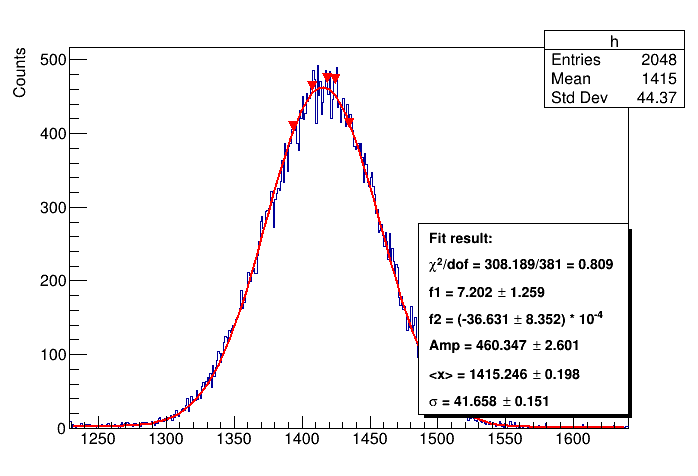 h
Entries 2048
Mean 1415
Std Dev 44.37
Counts
500
400
300
200
100
0
Fit result:
χ²/dof = 308.189/381 = 0.809
f1 = 7.202 ± 1.259
f2 = (-36.631 ± 8.352) * 10⁻⁴
Amp = 460.347 ± 2.601
<x> = 1415.246 ± 0.198
σ = 41.658 ± 0.151
1250 1300 1350 1400 1450 1500 1550 1600